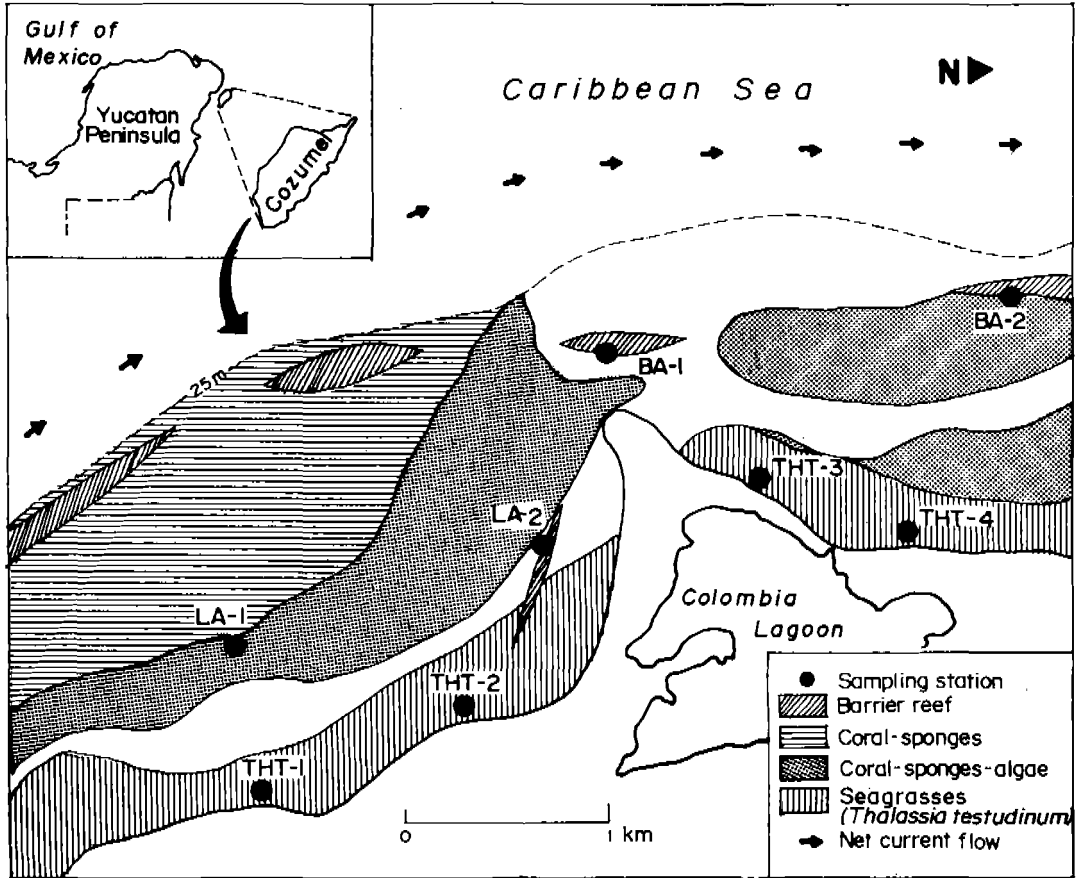 Gulf of
Mexico
Yucatan
Peninsula
Cozumel
Caribbean Sea
N
25m
BA-1
BA-2
THT-3
THT-4
LA-2
LA-1
THT-2
THT-1
Colombia
Lagoon
0 1 km
Sampling station
Barrier reef
Coral-sponges
Coral-sponges-algae
Seagrasses
(Thalassia testudinum)
Net current flow